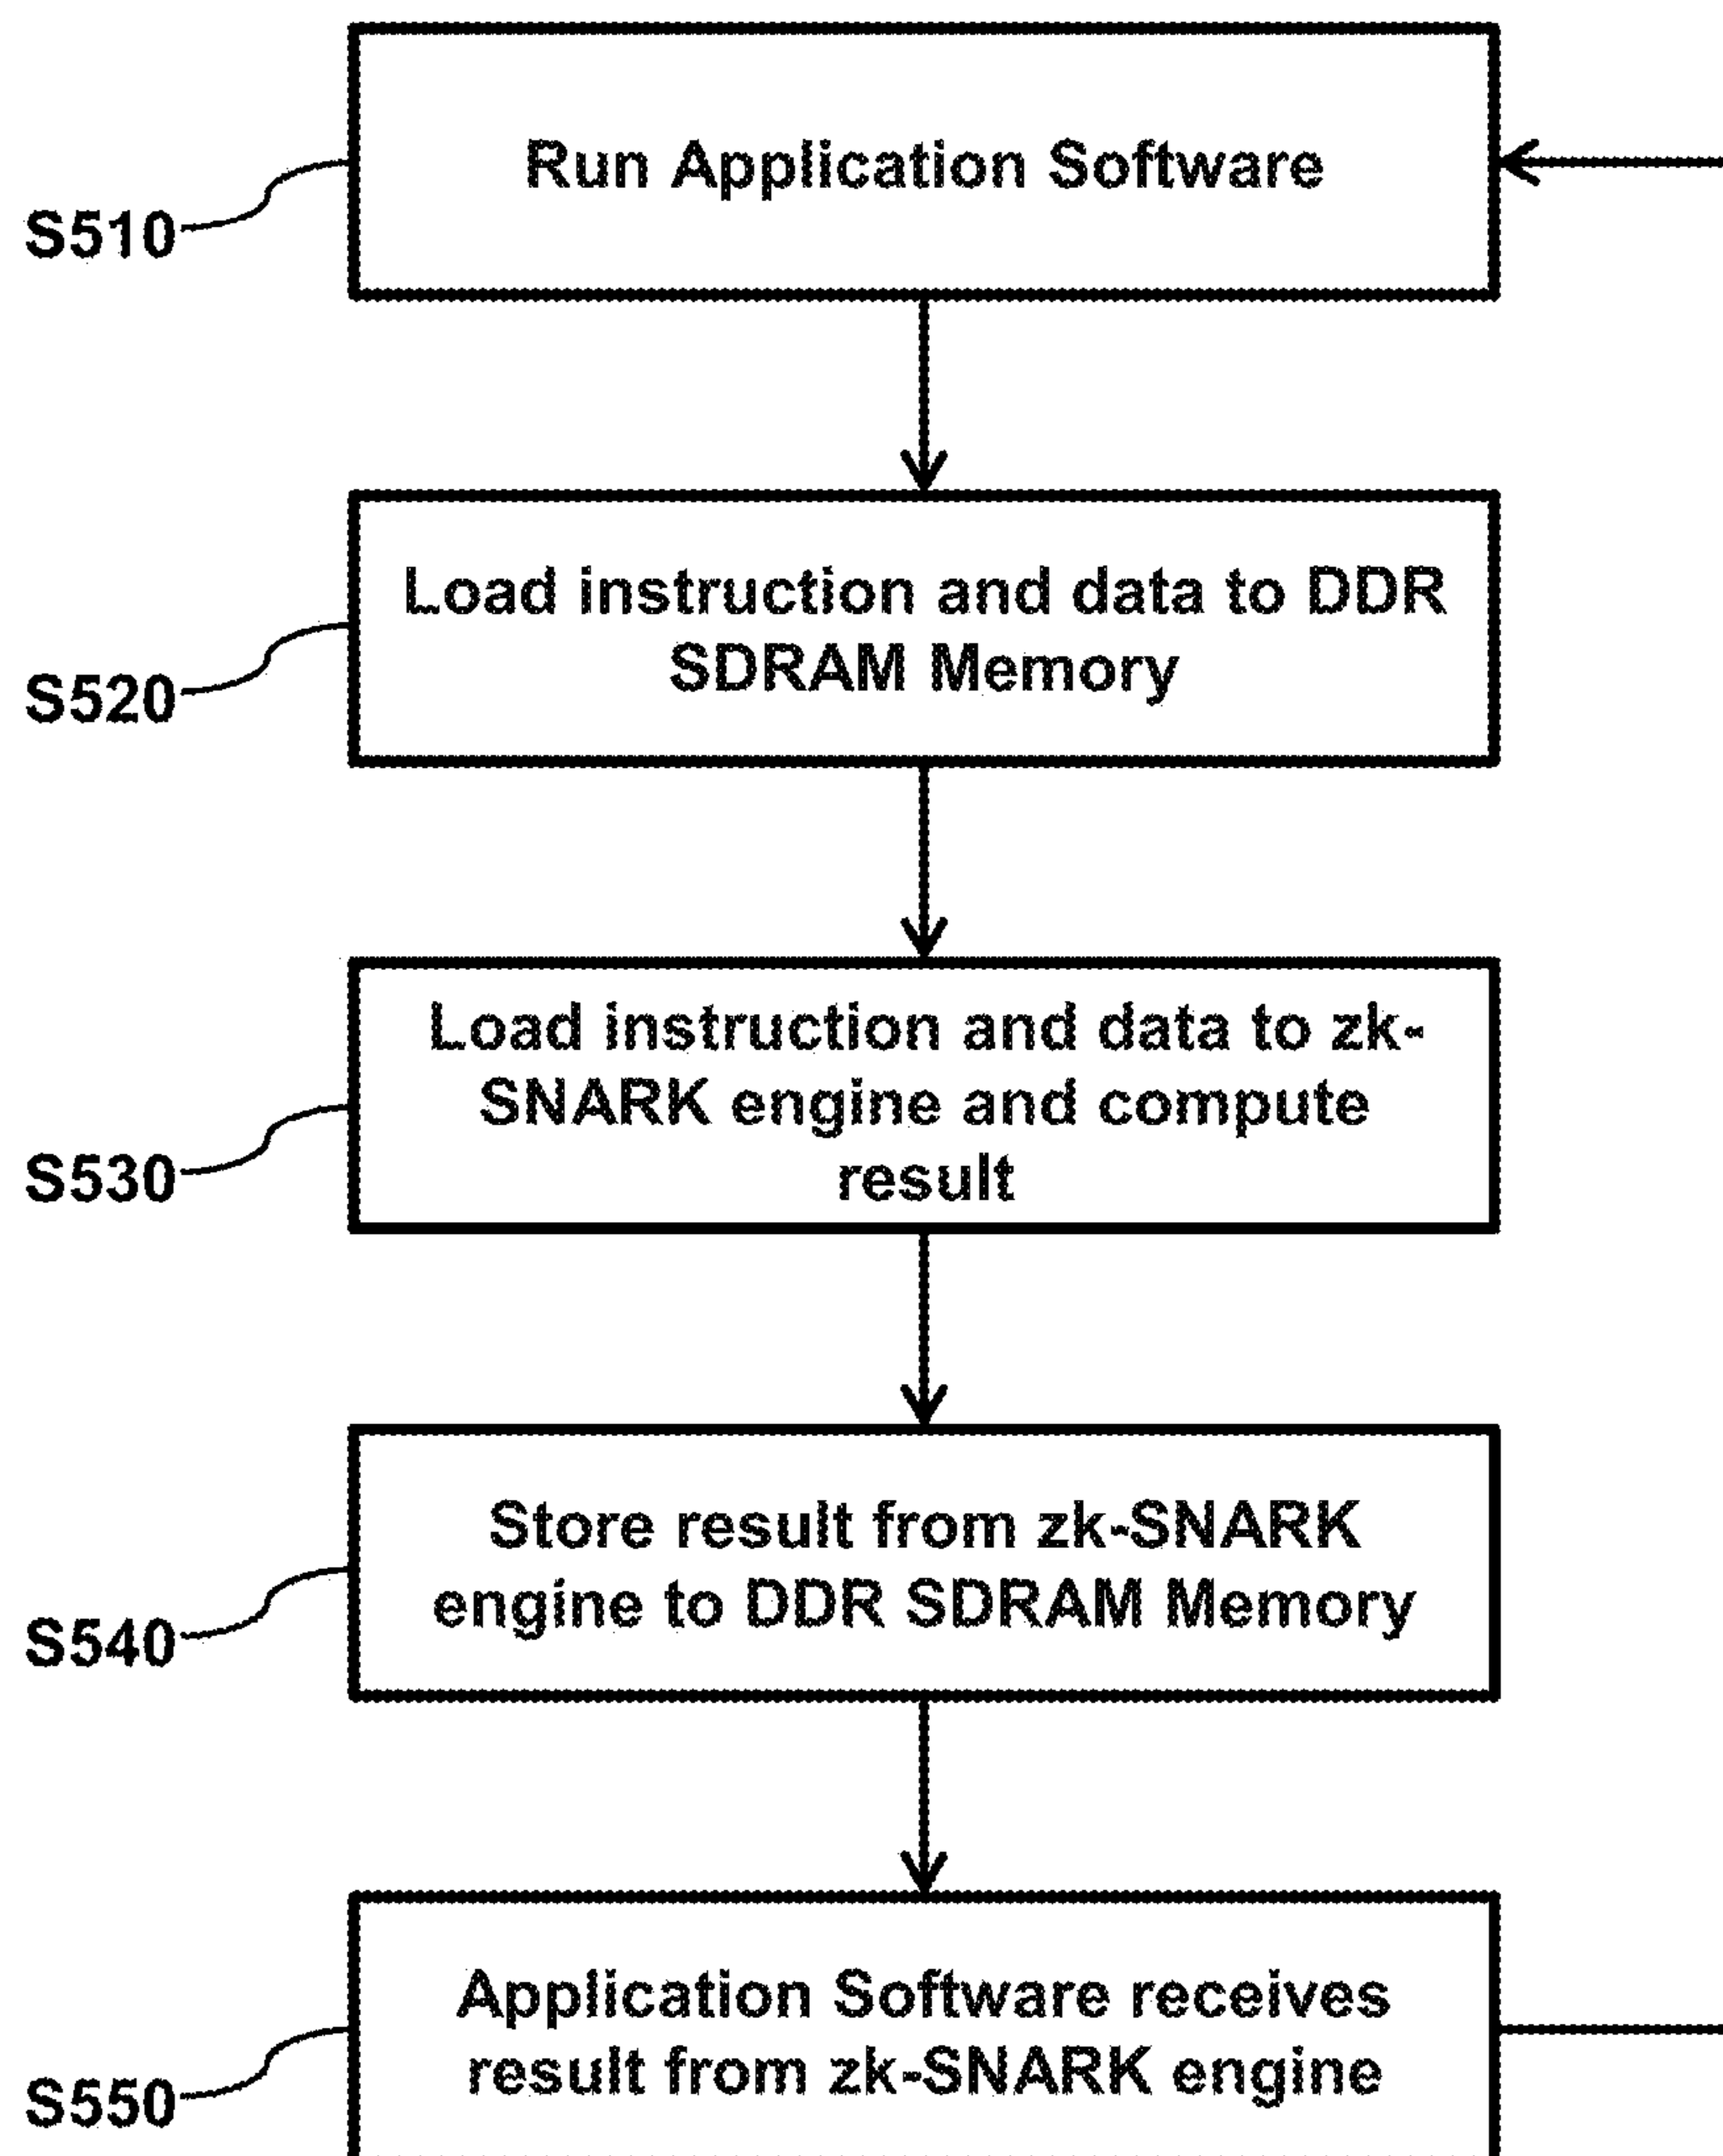 Run Application Software
S510
Load instruction and data to DDR
SDRAM Memory
S520
Load instruction and data to zk-
SNARK engine and compute
result
S530
Store result from zk-SNARK
engine to DDR SDRAM Memory
S540
Application Software receives
result from zk-SNARK engine
S550